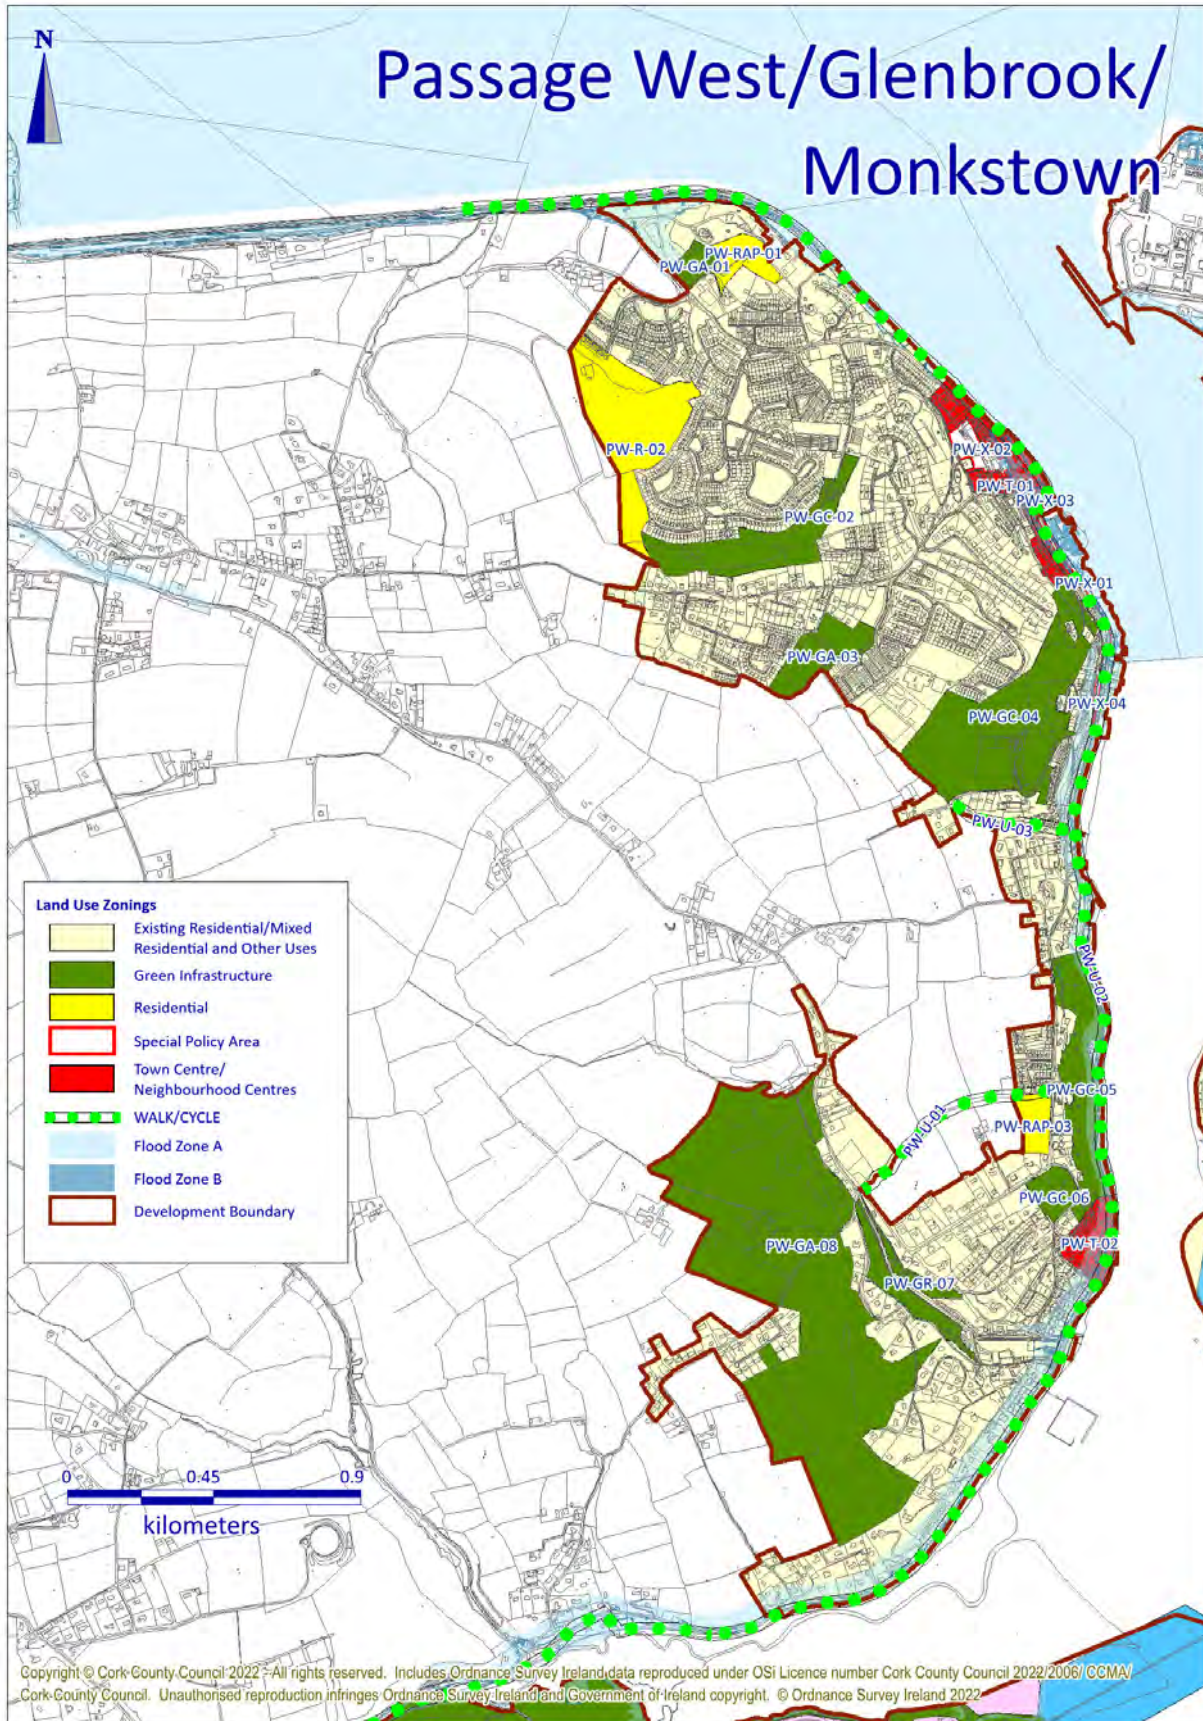 N
Passage West/Glenbrook/
Monkstown
PW-RAP-01
PW-GA-01
PW-R-02
PW-X-02
PW-T-01
PW-X-03
PW-GC-02
PW-X-01
PW-GA-03
PW-X-04
PW-GC-04
PW-U-03
PW-U-02
PW-GC-05
PW-U-01
PW-RAP-03
PW-GC-06
PW-T-02
PW-GA-08
PW-GR-07
Land Use Zonings
Existing Residential/Mixed
Residential and Other Uses
Green Infrastructure
Residential
Special Policy Area
Town Centre/
Neighbourhood Centres
WALK/CYCLE
Flood Zone A
Flood Zone B
Development Boundary
0 0.45 0.9
kilometers
Copyright © Cork County Council 2022 - All rights reserved. Includes Ordnance Survey Ireland data reproduced under OSi Licence number Cork County Council 2022/2006/ CCMA/
Cork County Council. Unauthorised reproduction infringes Ordnance Survey Ireland and Government of Ireland copyright. © Ordnance Survey Ireland 2022